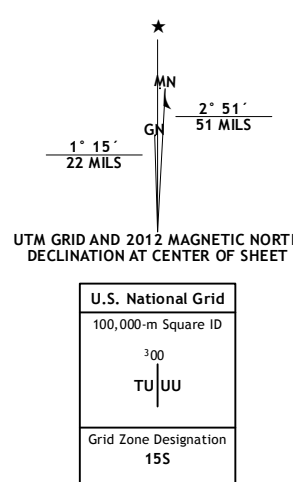 ★
MN
2° 51´
51 MILS
GN
1° 15´
22 MILS
UTM GRID AND 2012 MAGNETIC NORTH
DECLINATION AT CENTER OF SHEET
U.S. National Grid
100,000-m Square ID
³00
TU UU
Grid Zone Designation
15S